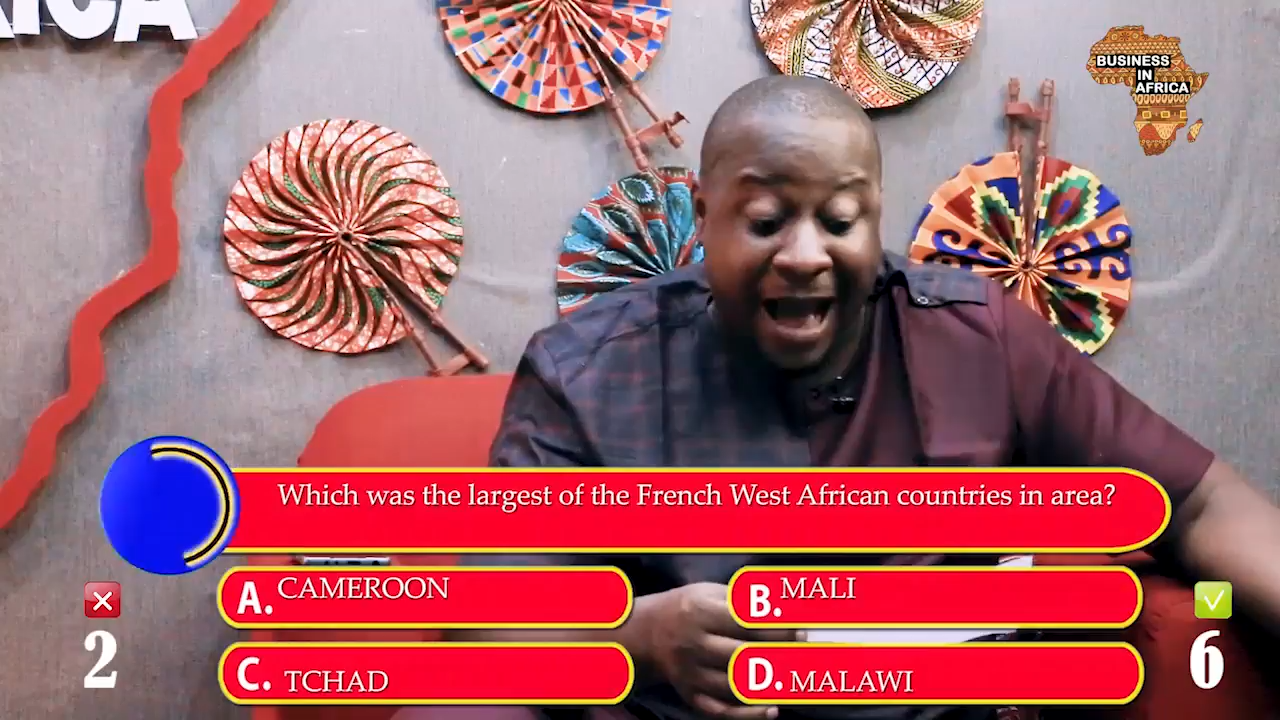 BUSINESS
IN
AFRICA
Which was the largest of the French West African countries in area?
A. CAMEROON
B. MALI
C. TCHAD
D. MALAWI
2
6